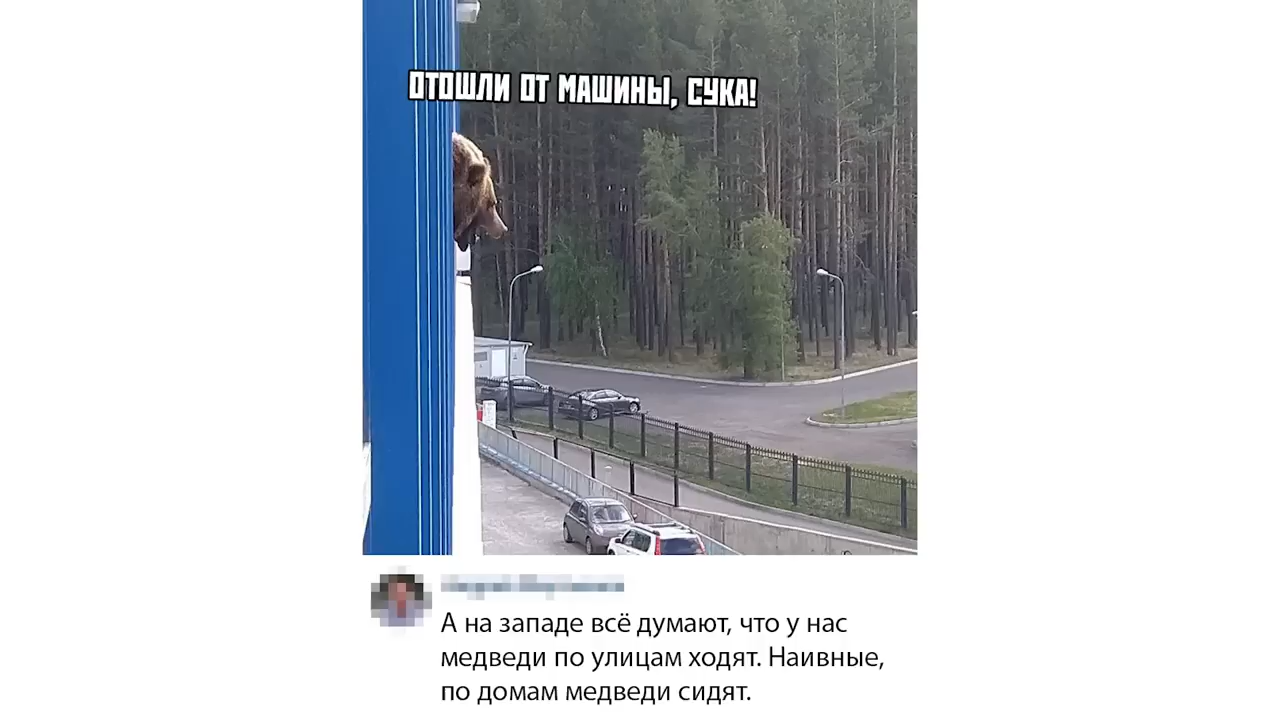 ОТОШЛИ ОТ МАШИНЫ, СУКА!
А на западе всё думают, что у нас
медведи по улицам ходят. Наивные,
по домам медведи сидят.